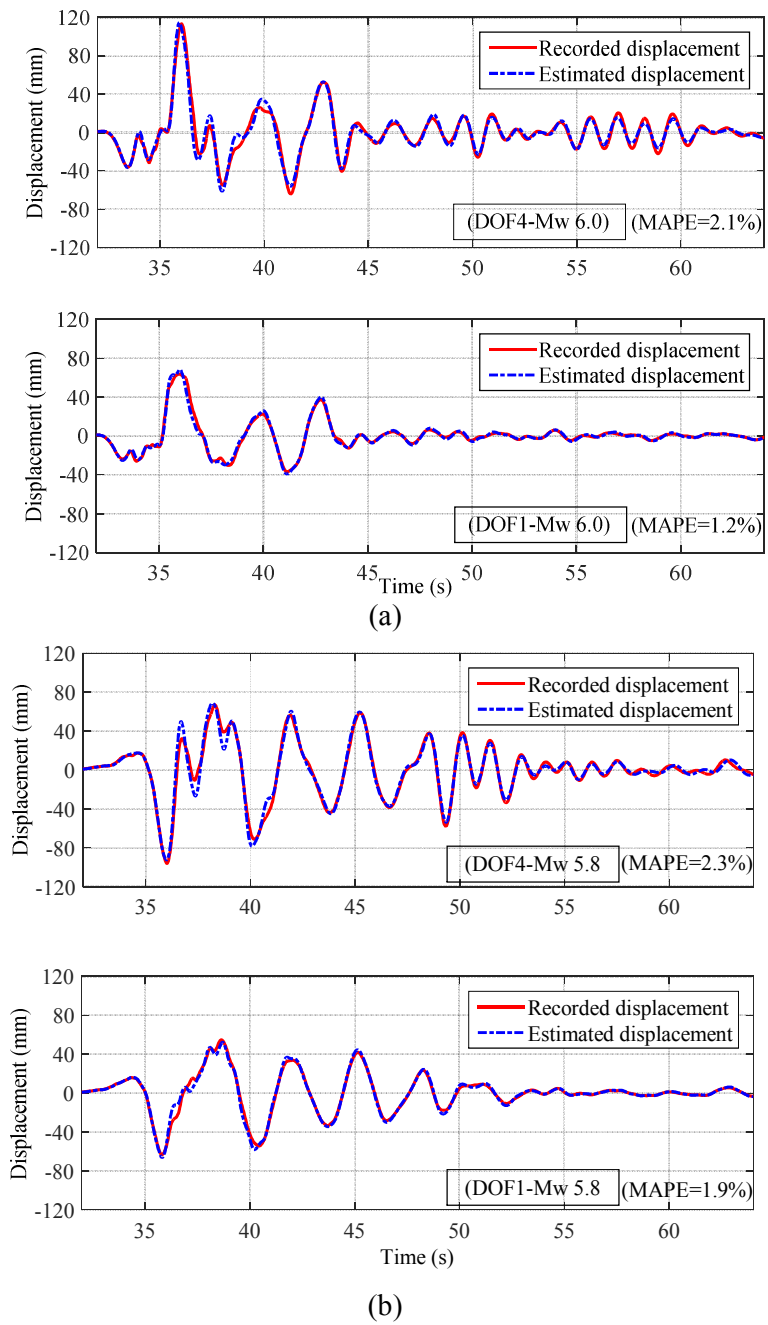 120
80
40
0
-40
-80
-120
Displacement (mm)
Recorded displacement
Estimated displacement
(DOF4-Mw 6.0) (MAPE=2.1%)
35 40 45 50 55 60
120
80
40
0
-40
-80
-120
Displacement (mm)
Recorded displacement
Estimated displacement
(DOF1-Mw 6.0) (MAPE=1.2%)
35 40 45 50 55 60
Time (s)
(a)
120
80
40
0
-40
-80
-120
Displacement (mm)
Recorded displacement
Estimated displacement
(DOF4-Mw 5.8 (MAPE=2.3%)
35 40 45 50 55 60
120
80
40
0
-40
-80
-120
Displacement (mm)
Recorded displacement
Estimated displacement
(DOF1-Mw 5.8 (MAPE=1.9%)
35 40 45 50 55 60
Time (s)
(b)